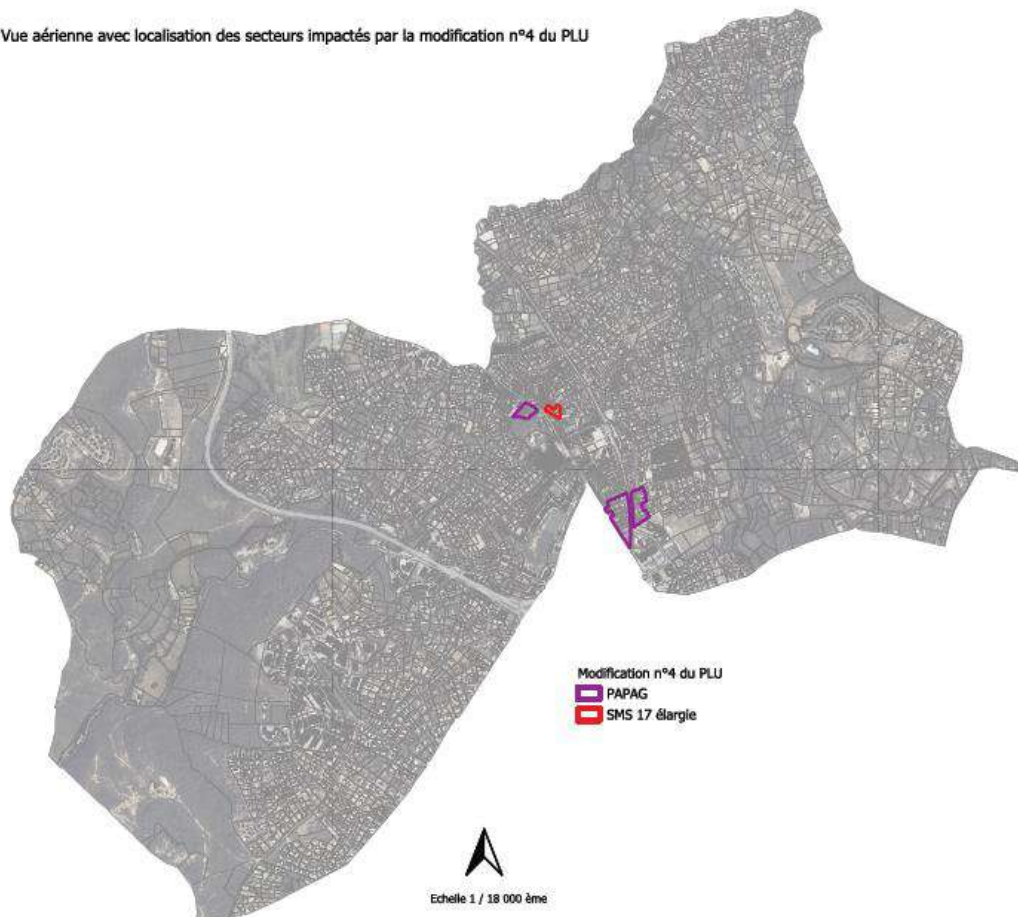 Vue aérienne avec localisation des secteurs impactés par la modification n°4 du PLU
Modification n°4 du PLU
PAPAG
SMS 17 élargie
Echelle 1 / 18 000 ème